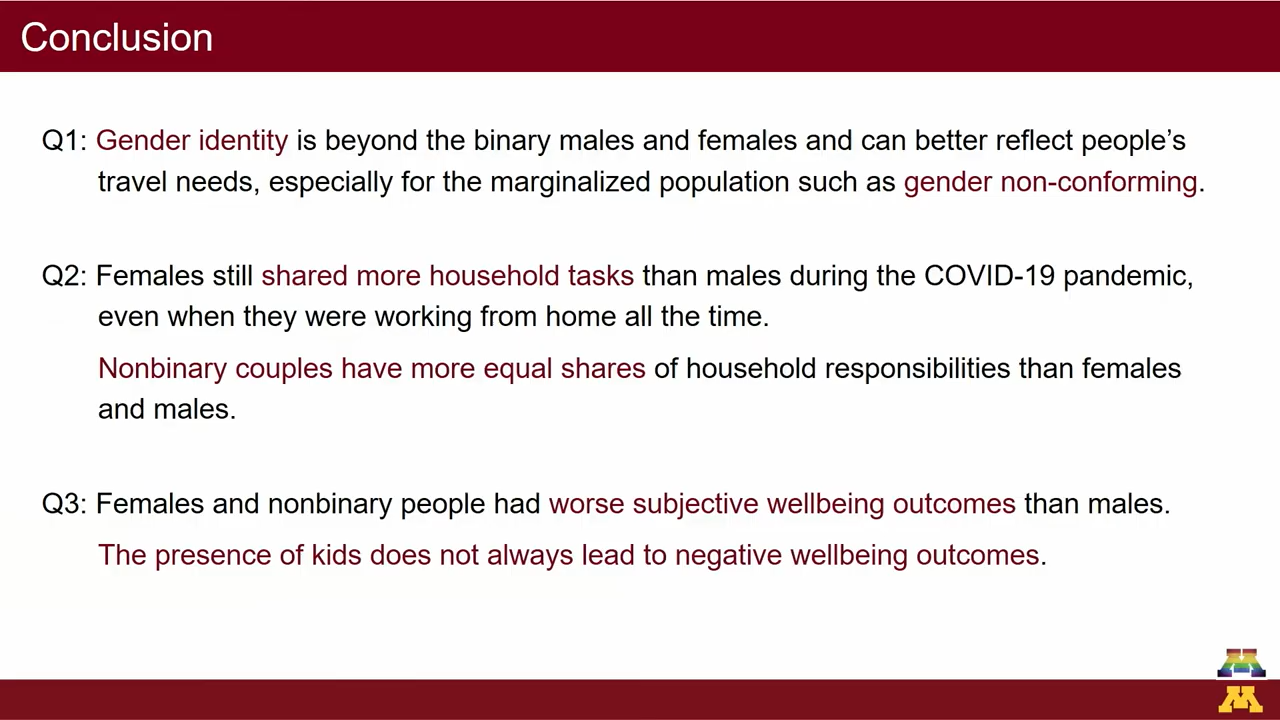 Conclusion
Q1: Gender identity is beyond the binary males and females and can better reflect people’s
travel needs, especially for the marginalized population such as gender non-conforming.
Q2: Females still shared more household tasks than males during the COVID-19 pandemic,
even when they were working from home all the time.
Nonbinary couples have more equal shares of household responsibilities than females
and males.
Q3: Females and nonbinary people had worse subjective wellbeing outcomes than males.
The presence of kids does not always lead to negative wellbeing outcomes.
M
M